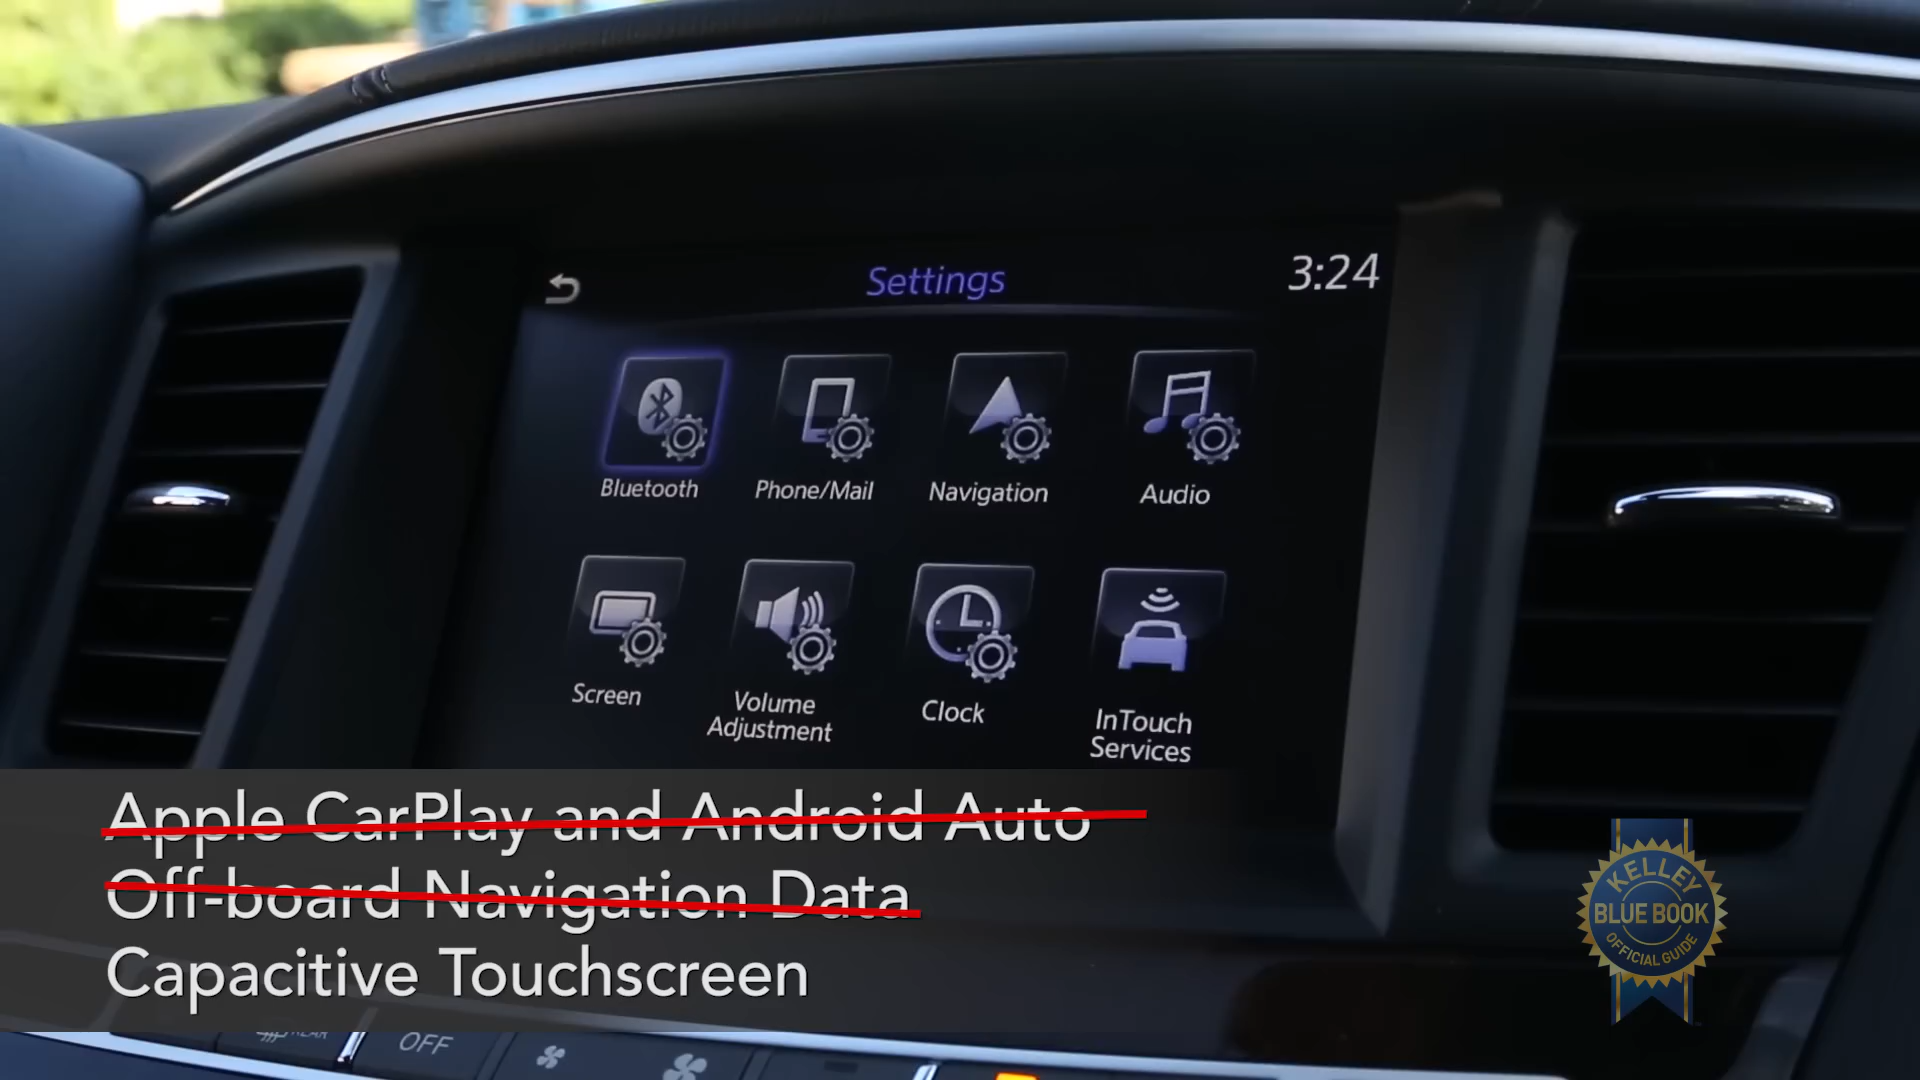 Settings
3:24
Bluetooth
Phone/Mail
Navigation
Audio
Screen
Volume
Adjustment
Clock
InTouch
Services
Apple CarPlay and Android Auto
Off-board Navigation Data
Capacitive Touchscreen
KELLEY
BLUE BOOK
OFFICIAL GUIDE
REAR
OFF